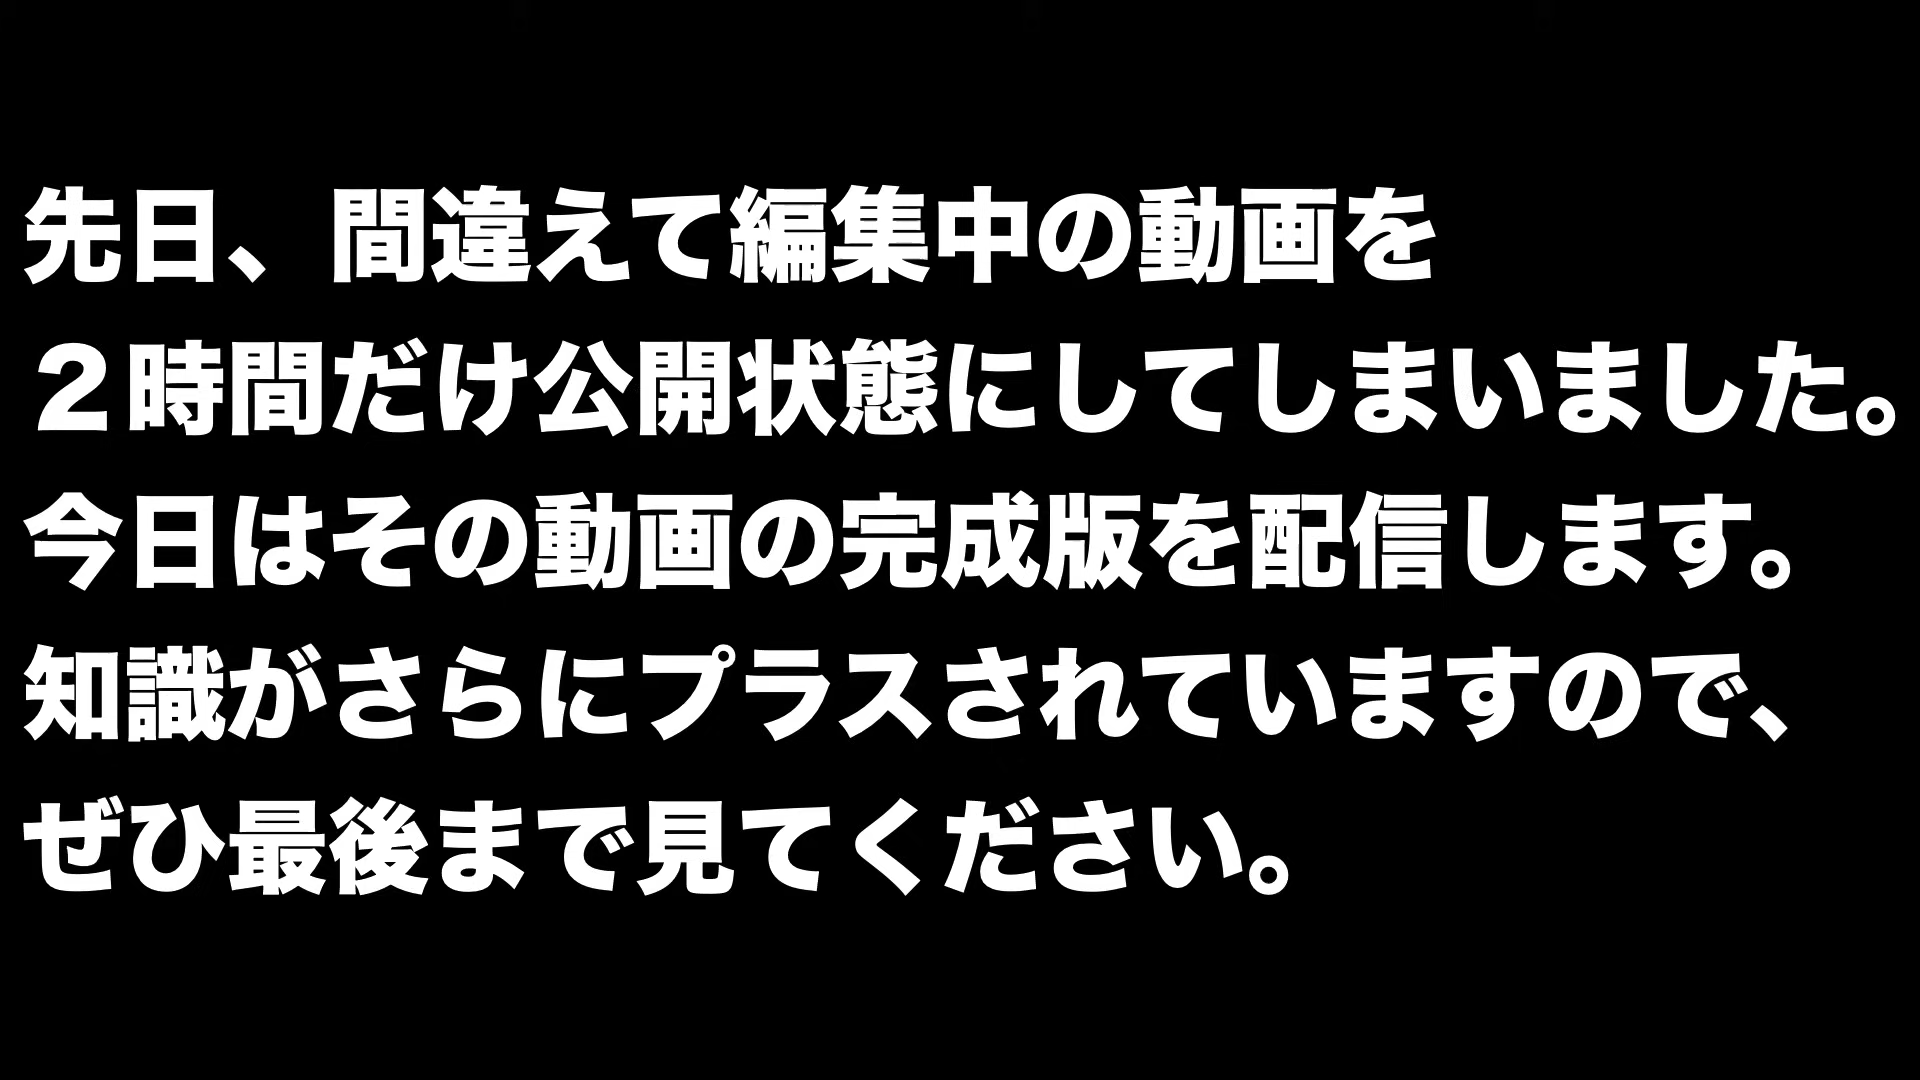 先日、間違えて編集中の動画を
２時間だけ公開状態にしてしまいました。
今日はその動画の完成版を配信します。
知識がさらにプラスされていますので、
ぜひ最後まで見てください。